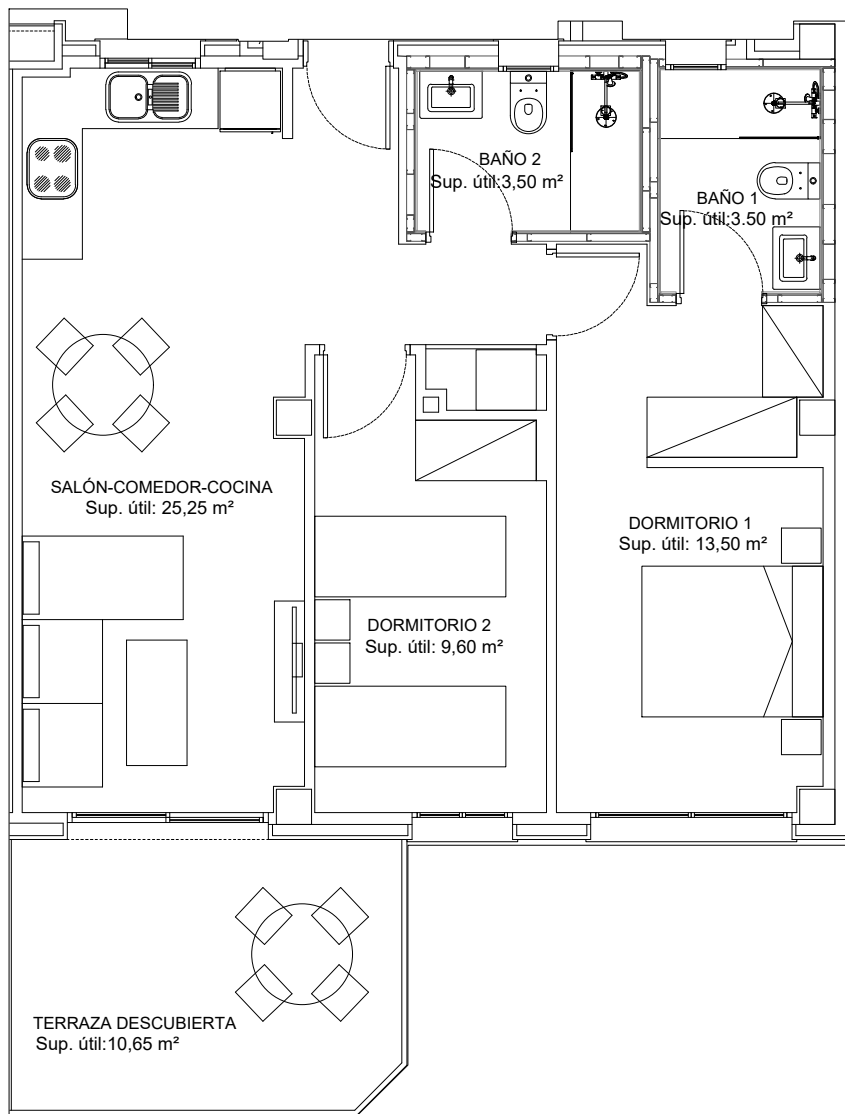 BAÑO 2
Sup. útil:3,50 m²
BAÑO 1
Sup. útil:3.50 m²
SALÓN-COMEDOR-COCINA
Sup. útil: 25,25 m²
DORMITORIO 1
Sup. útil: 13,50 m²
DORMITORIO 2
Sup. útil: 9,60 m²
TERRAZA DESCUBIERTA
Sup. útil:10,65 m²